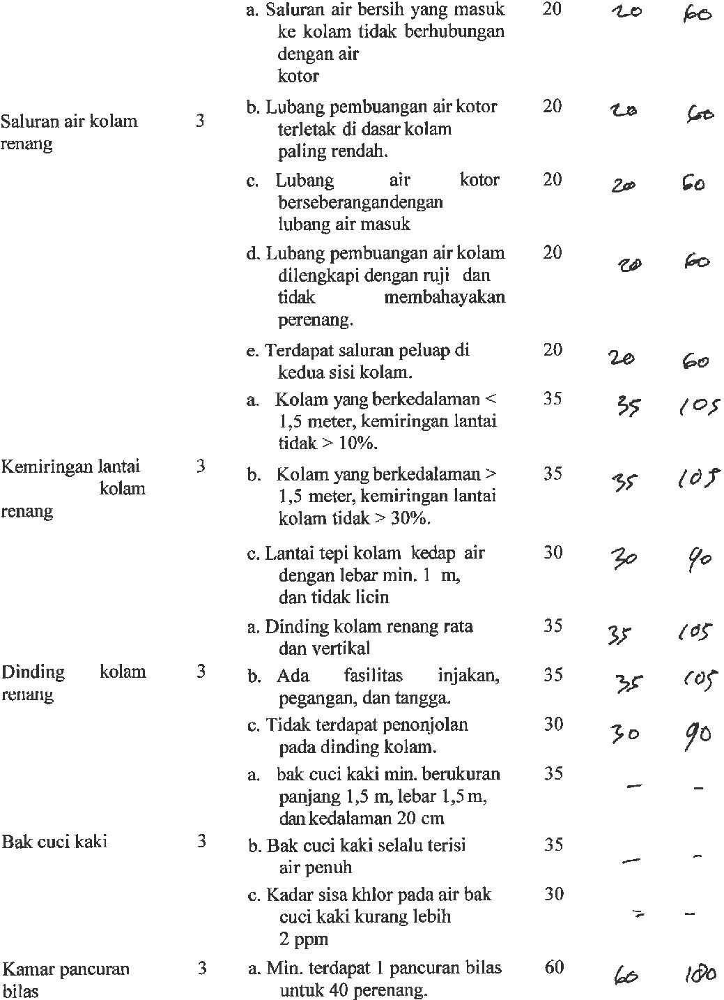 a. Saluran air bersih yang masuk 20 20 60
ke kolam tidak berhubungan
dengan air
kotor
b. Lubang pembuangan air kotor 20 20 60
Saluran air kolam 3
terletak di dasar kolam
renang
paling rendah.
c. Lubang air kotor 20 20 60
berseberangandengan
lubang air masuk
d. Lubang pembuangan air kolam 20 20 60
dilengkapi dengan ruji dan
tidak membahayakan
perenang.
e. Terdapat saluran peluap di 20 20 60
kedua sisi kolam.
a. Kolam yang berkedalaman < 35 35 105
1,5 meter, kemiringan lantai
tidak > 10%.
Kemiringan lantai 3
b. Kolam yang berkedalaman > 35 35 105
kolam
1,5 meter, kemiringan lantai
renang
kolam tidak > 30%.
c. Lantai tepi kolam kedap air 30 30 90
dengan lebar min. 1 m,
dan tidak licin
a. Dinding kolam renang rata 35 35 105
dan vertikal
Dinding kolam 3 b. Ada fasilitas injakan, 35 35 105
renang
pegangan, dan tangga.
c. Tidak terdapat penonjolan 30 30 90
pada dinding kolam.
a. bak cuci kaki min. berukuran 35 – –
panjang 1,5 m, lebar 1,5 m,
dan kedalaman 20 cm
Bak cuci kaki 3 b. Bak cuci kaki selalu terisi 35 – –
air penuh
c. Kadar sisa khlor pada air bak 30 = –
cuci kaki kurang lebih
2 ppm
Kamar pancuran 3 a. Min. terdapat 1 pancuran bilas 60 60 180
bilas untuk 40 perenang.